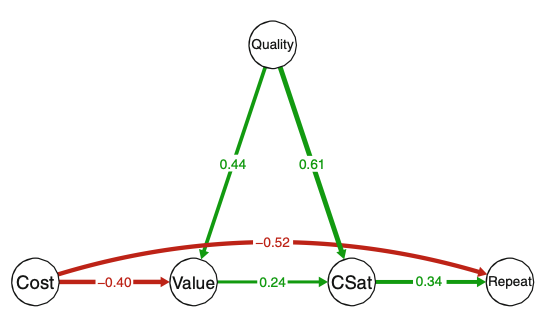 Quality
0.44
0.61
−0.52
Cost
−0.40
Value
0.24
CSat
0.34
Repeat